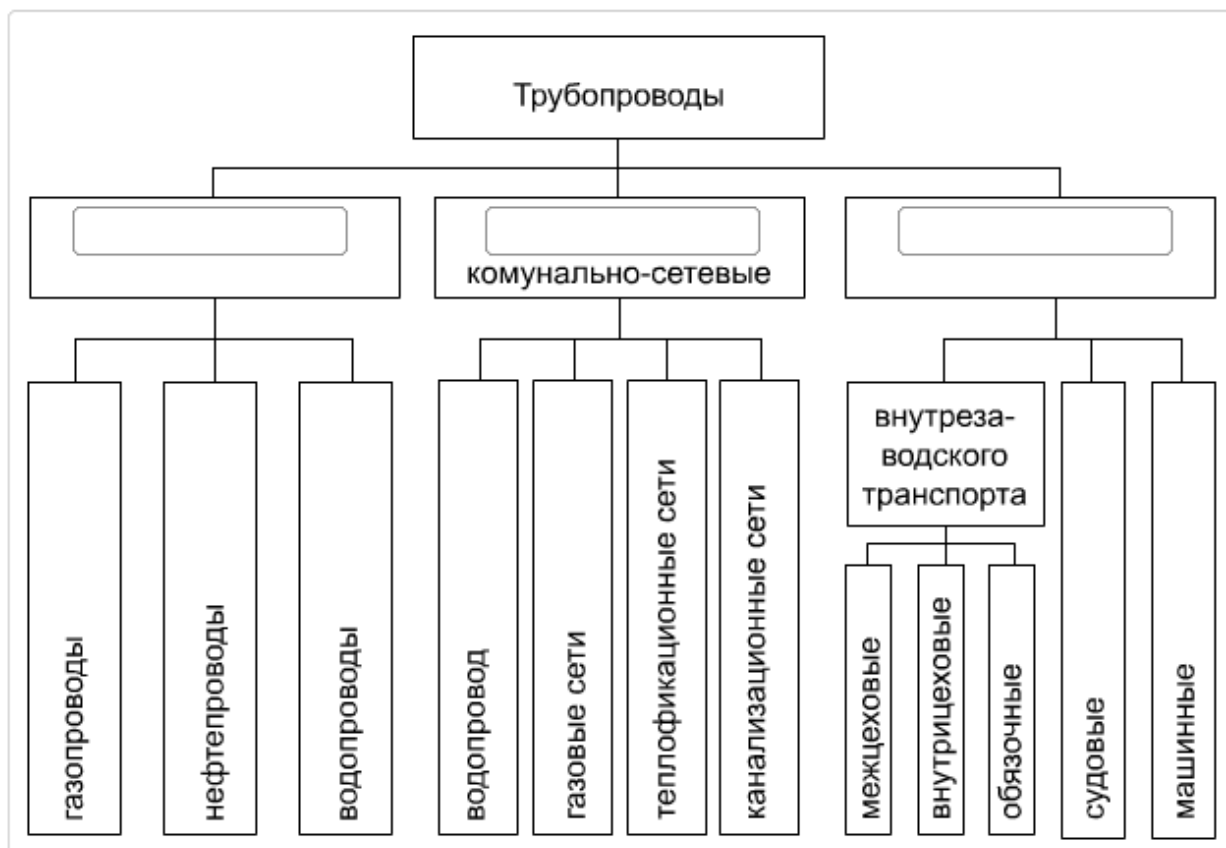 Трубопроводы
комунально-сетевые
газопроводы
нефтепроводы
водопроводы
водопровод
газовые сети
теплофикационные сети
канализационные сети
внутреза-
водского
транспорта
межцеховые
внутрицеховые
обязочные
судовые
машинные